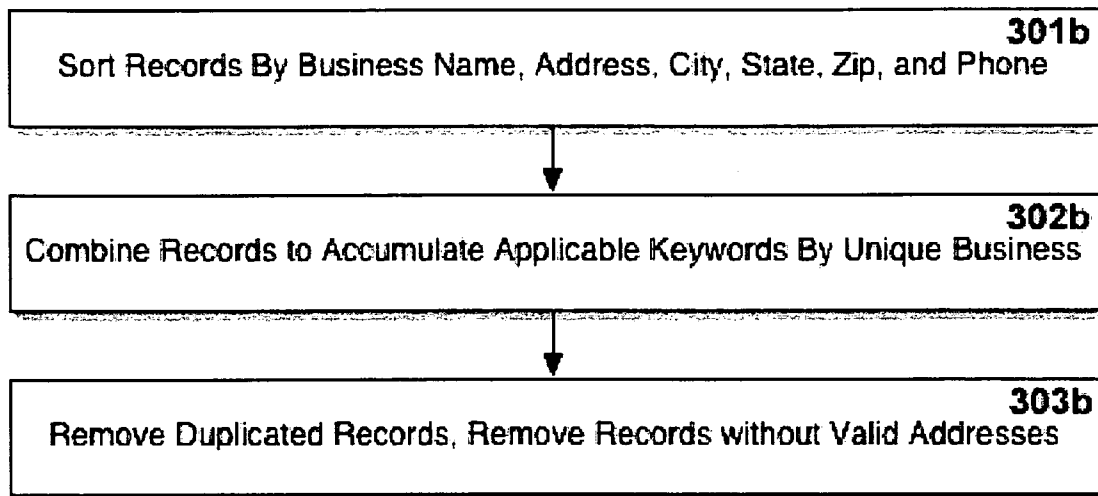 301b
Sort Records By Business Name, Address, City, State, Zip, and Phone
302b
Combine Records to Accumulate Applicable Keywords By Unique Business
303b
Remove Duplicated Records, Remove Records without Valid Addresses